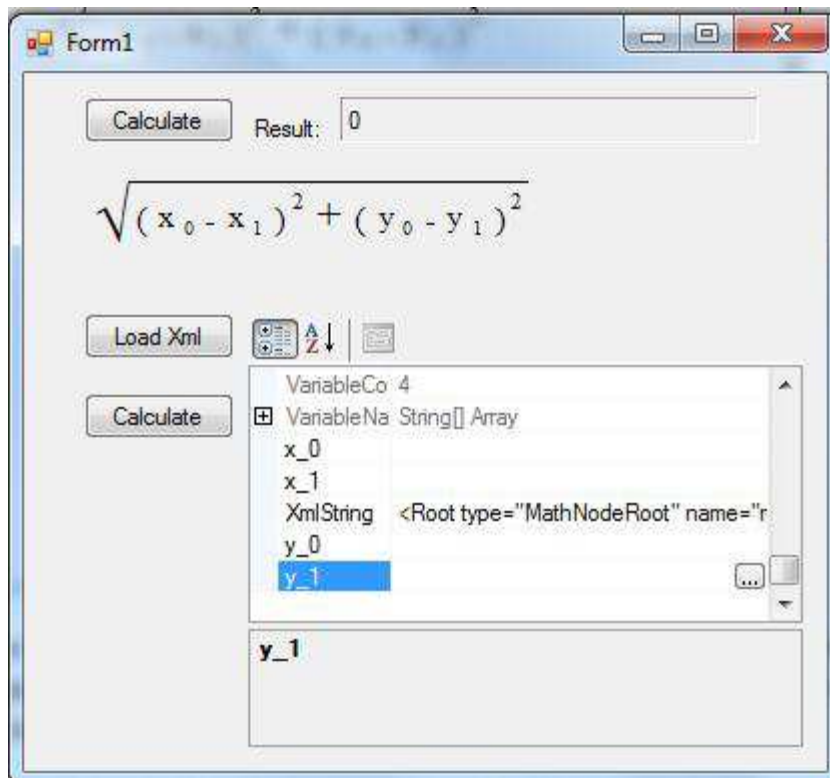 Form1
Calculate Result: 0
√(x₀ - x₁)² + (y₀ - y₁)²
Load Xml
Calculate
VariableCo 4
VariableNa String[] Array
x_0
x_1
XmlString <Root type="MathNodeRoot" name="r
y_0
y_1 ...
y_1